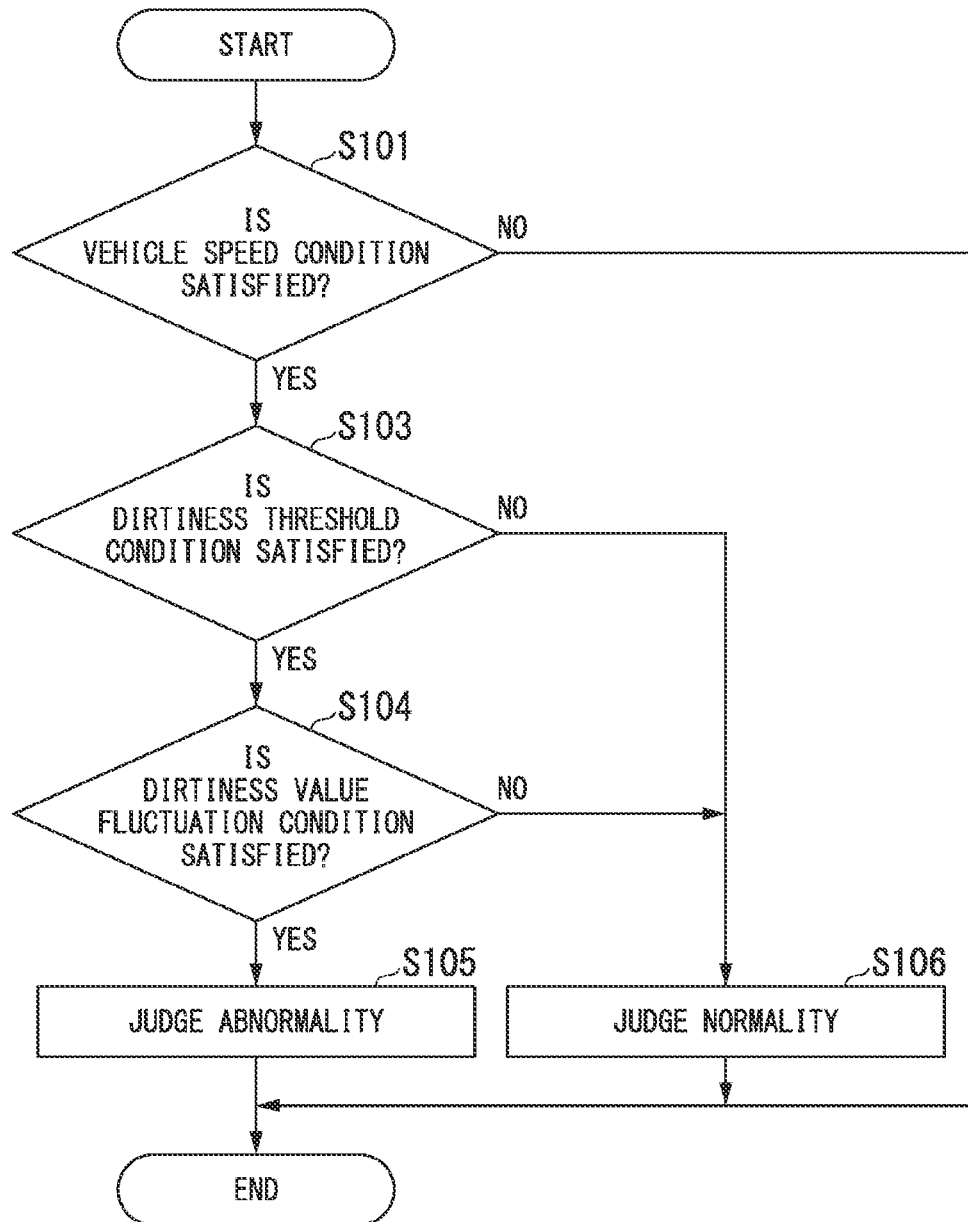 START
S101
IS
VEHICLE SPEED CONDITION
SATISFIED?
NO
YES
S103
IS
DIRTINESS THRESHOLD
CONDITION SATISFIED?
NO
YES
S104
IS
DIRTINESS VALUE
FLUCTUATION CONDITION
SATISFIED?
NO
YES
S105
JUDGE ABNORMALITY
S106
JUDGE NORMALITY
END